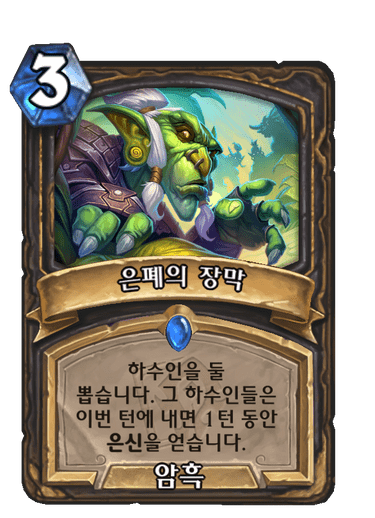 3
은폐의 장막
하수인을 둘
뽑습니다. 그 하수인들은
이번 턴에 내면 1턴 동안
은신을 얻습니다.
암흑